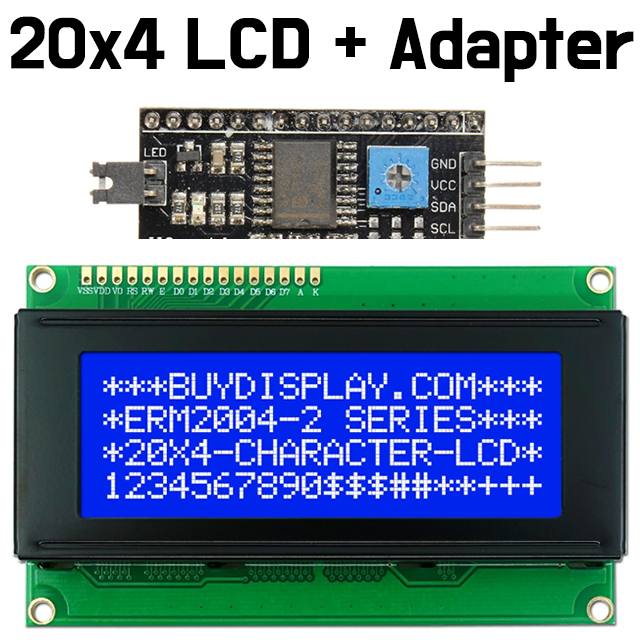 20x4 LCD + Adapter
LED
GND
VCC
SDA
SCL
VSS VDD VO RS RW E D0 D1 D2 D3 D4 D5 D6 D7 A K
***BUYDISPLAY.COM***
*ERM2004-2 SERIES***
*20X4-CHARACTER-LCD*
1234567890$$$##**+++